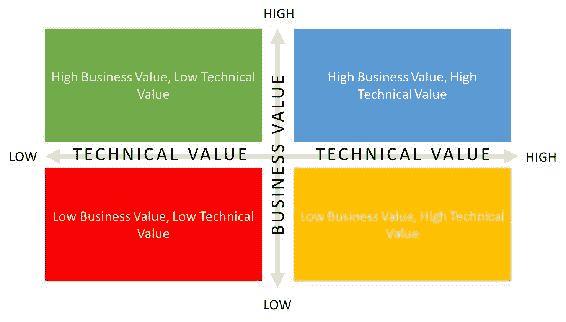 HIGH
High Business Value, Low Technical
Value
High Business Value, High
Technical Value
BUSINESS VALUE
LOW
TECHNICAL VALUE
TECHNICAL VALUE
HIGH
Low Business Value, Low Technical
Value
Low Business Value, High Technical
Value
LOW